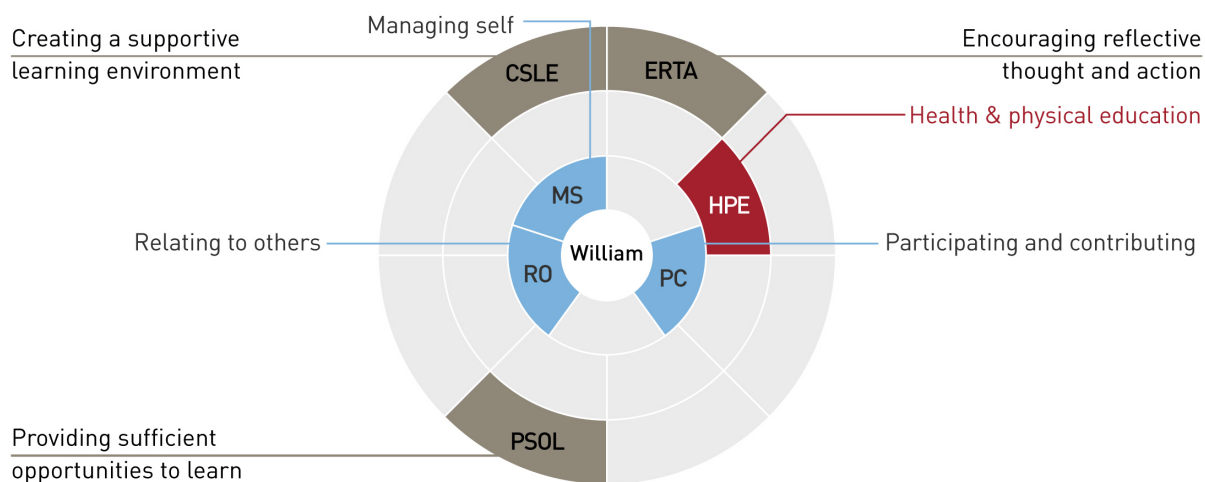 Managing self
Creating a supportive
learning environment
Encouraging reflective
thought and action
CSLE
ERTA
Health & physical education
MS
HPE
Relating to others
William
Participating and contributing
RO
PC
Providing sufficient
opportunities to learn
PSOL